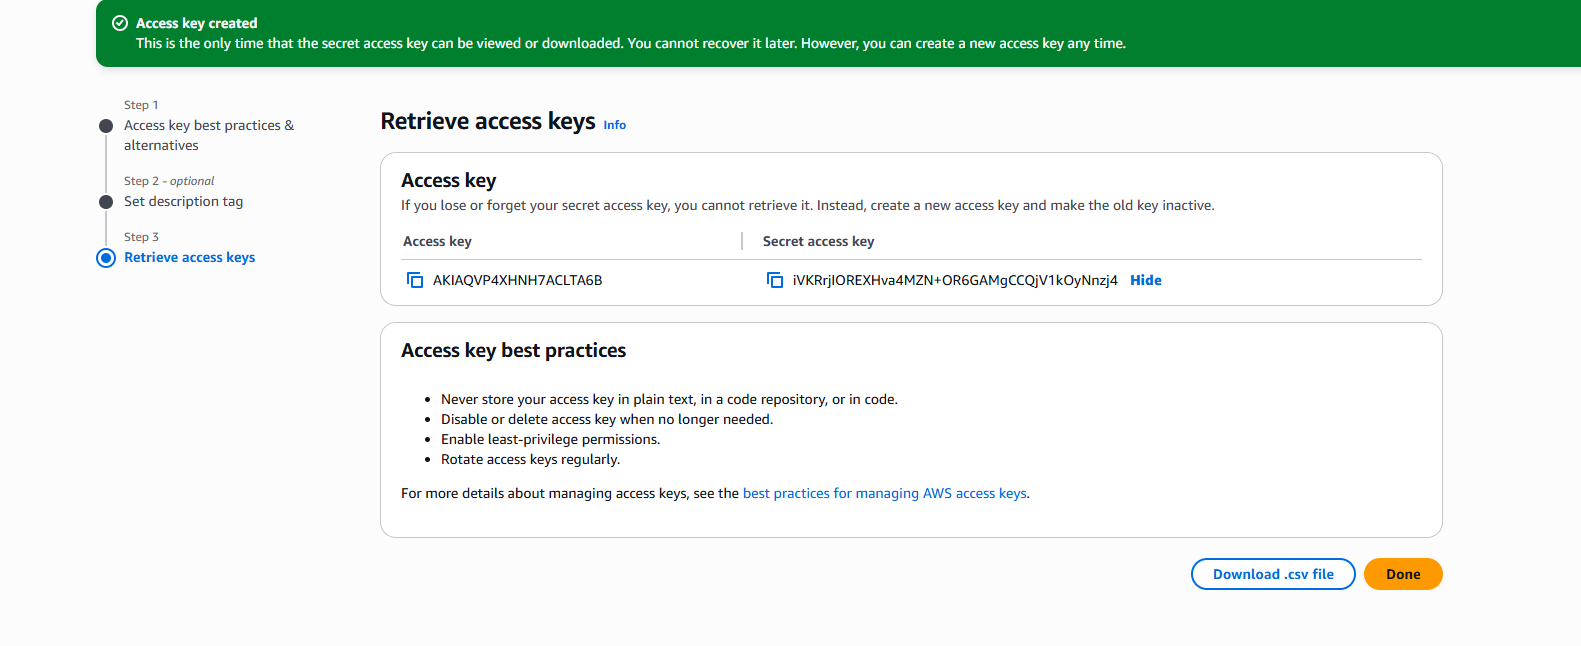 Access key created
This is the only time that the secret access key can be viewed or downloaded. You cannot recover it later. However, you can create a new access key any time.
Step 1
Access key best practices &
alternatives
Step 2 - optional
Set description tag
Step 3
Retrieve access keys
Retrieve access keys Info
Access key
If you lose or forget your secret access key, you cannot retrieve it. Instead, create a new access key and make the old key inactive.
Access key Secret access key
AKIAQVP4XHNH7ACLTA6B iVKRrjIOREXHva4MZN+OR6GAMgCCQjV1kOyNnzj4 Hide
Access key best practices
• Never store your access key in plain text, in a code repository, or in code.
• Disable or delete access key when no longer needed.
• Enable least-privilege permissions.
• Rotate access keys regularly.
For more details about managing access keys, see the best practices for managing AWS access keys.
Download .csv file Done